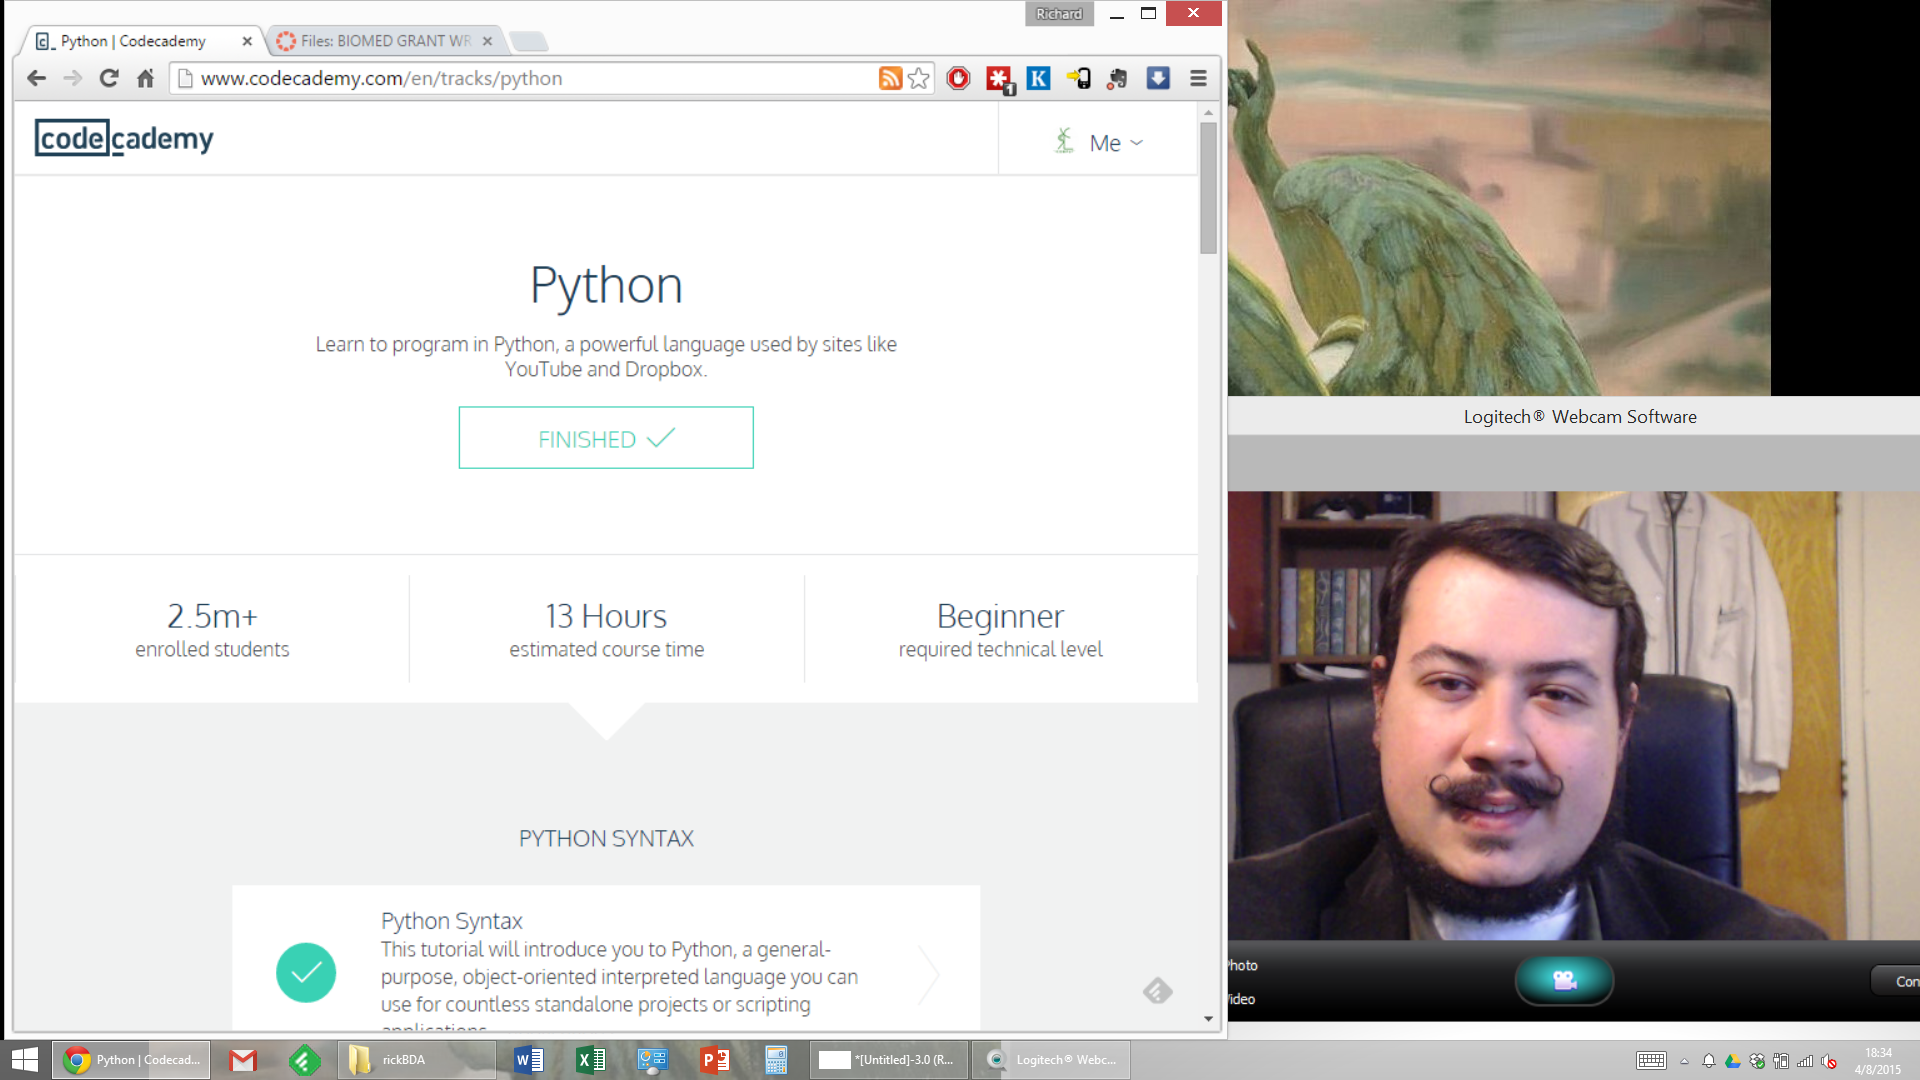 Richard
Python | Codecademy
Files: BIOMED GRANT WR
www.codecademy.com/en/tracks/python
1
K
codecademy
Me
Python
Learn to program in Python, a powerful language used by sites like
YouTube and Dropbox.
FINISHED
2.5m+
enrolled students
13 Hours
estimated course time
Beginner
required technical level
PYTHON SYNTAX
Python Syntax
This tutorial will introduce you to Python, a general-
purpose, object-oriented interpreted language you can
use for countless standalone projects or scripting
applications.
Logitech® Webcam Software
Photo
Video
Con
Python | Codecad...
rickBDA
*[Untitled]-3.0 (R...
Logitech® Webc...
18:34
4/8/2015